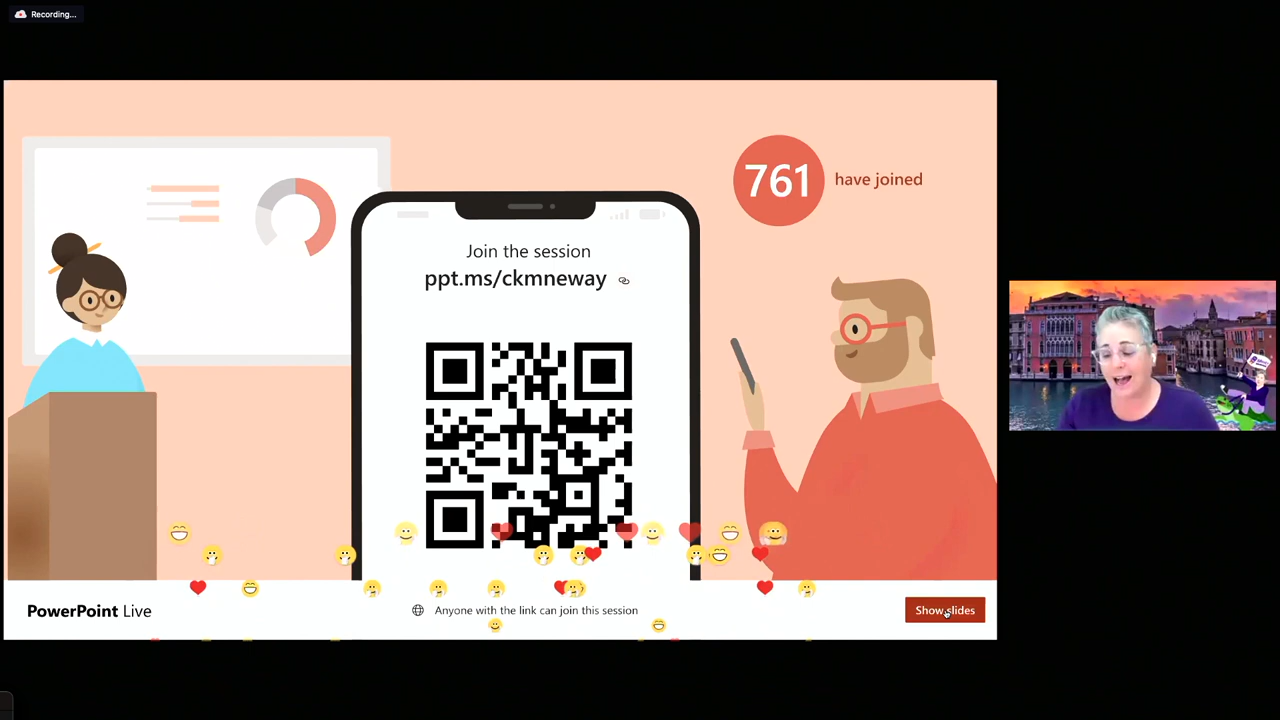 Recording...
761
have joined
Join the session
ppt.ms/ckmneway
PowerPoint Live
Anyone with the link can join this session
Show slides